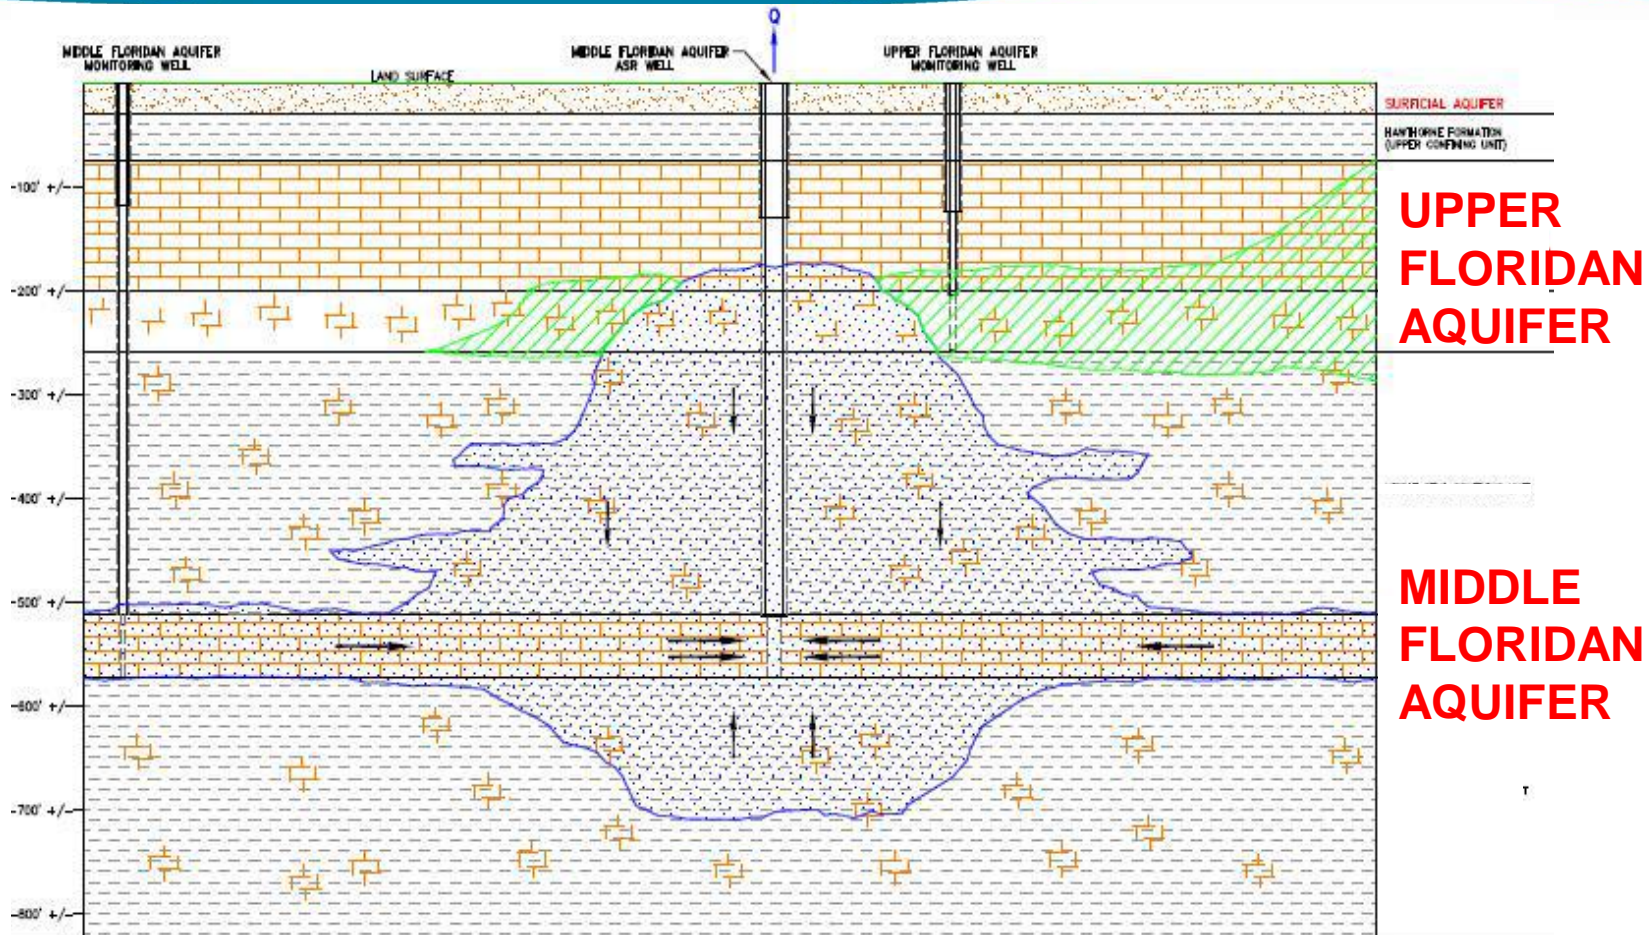 Q
MIDDLE FLORIDAN AQUIFER
MONITORING WELL
MIDDLE FLORIDAN AQUIFER
ASR WELL
UPPER FLORIDAN AQUIFER
MONITORING WELL
LAND SURFACE
SURFICIAL AQUIFER
HAWTHORNE FORMATION
(UPPER CONFINING UNIT)
-100' +/-
UPPER
FLORIDAN
AQUIFER
-200' +/-
-300' +/-
-400' +/-
-500' +/-
MIDDLE
FLORIDAN
AQUIFER
-600' +/-
-700' +/-
-800' +/-